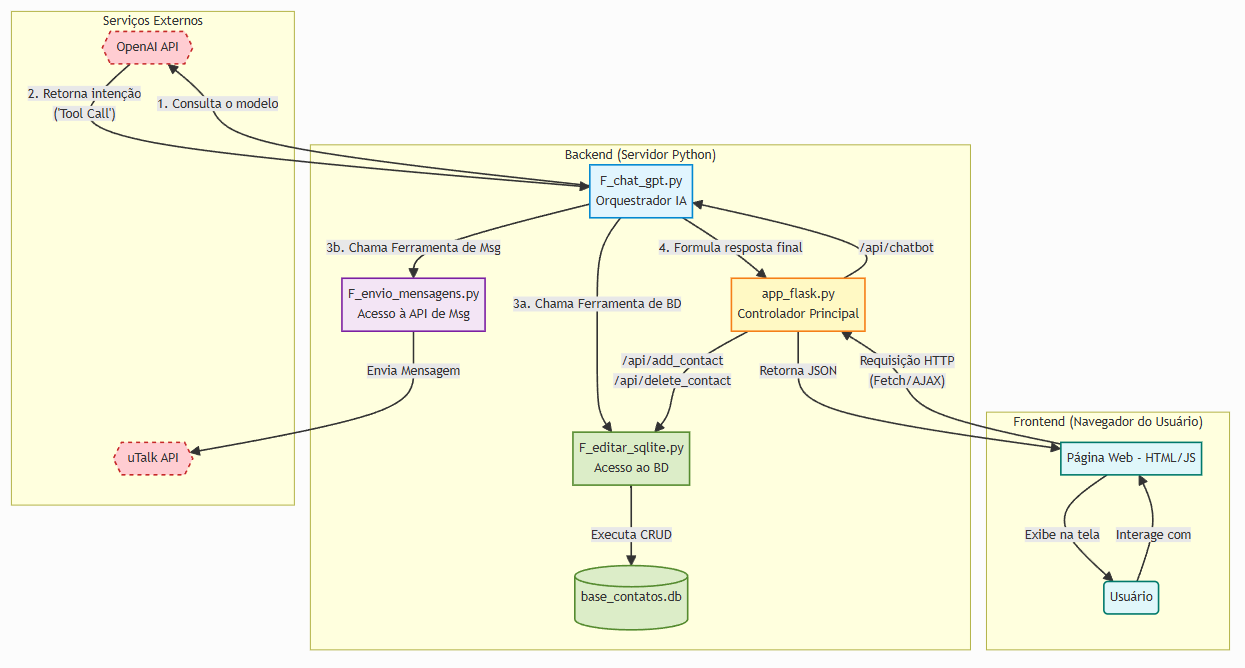 Serviços Externos
OpenAI API
2. Retorna intenção
('Tool Call')
1. Consulta o modelo
Backend (Servidor Python)
F_chat_gpt.py
Orquestrador IA
3b. Chama Ferramenta de Msg
4. Formula resposta final
/api/chatbot
F_envio_mensagens.py
Acesso à API de Msg
3a. Chama Ferramenta de BD
app_flask.py
Controlador Principal
Envia Mensagem
/api/add_contact
/api/delete_contact
Retorna JSON
Requisição HTTP
(Fetch/AJAX)
uTalk API
F_editar_sqlite.py
Acesso ao BD
Frontend (Navegador do Usuário)
Página Web - HTML/JS
Executa CRUD
Exibe na tela
Interage com
base_contatos.db
Usuário